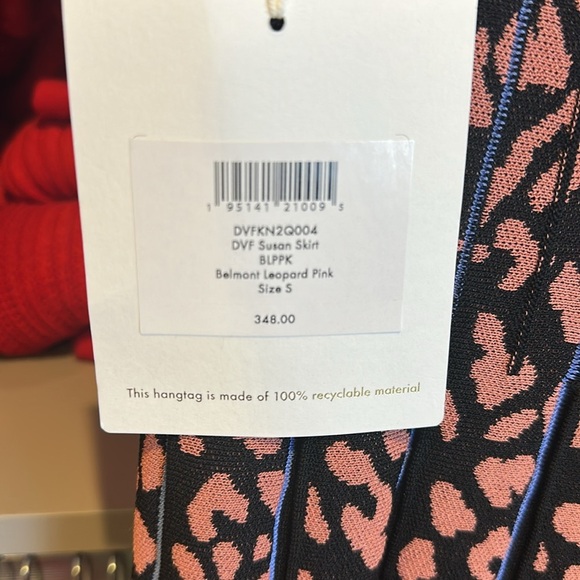 1 95141 21009 5
DVFKN2Q004
DVF Susan Skirt
BLPPK
Belmont Leopard Pink
Size S
348.00
This hangtag is made of 100% recyclable material